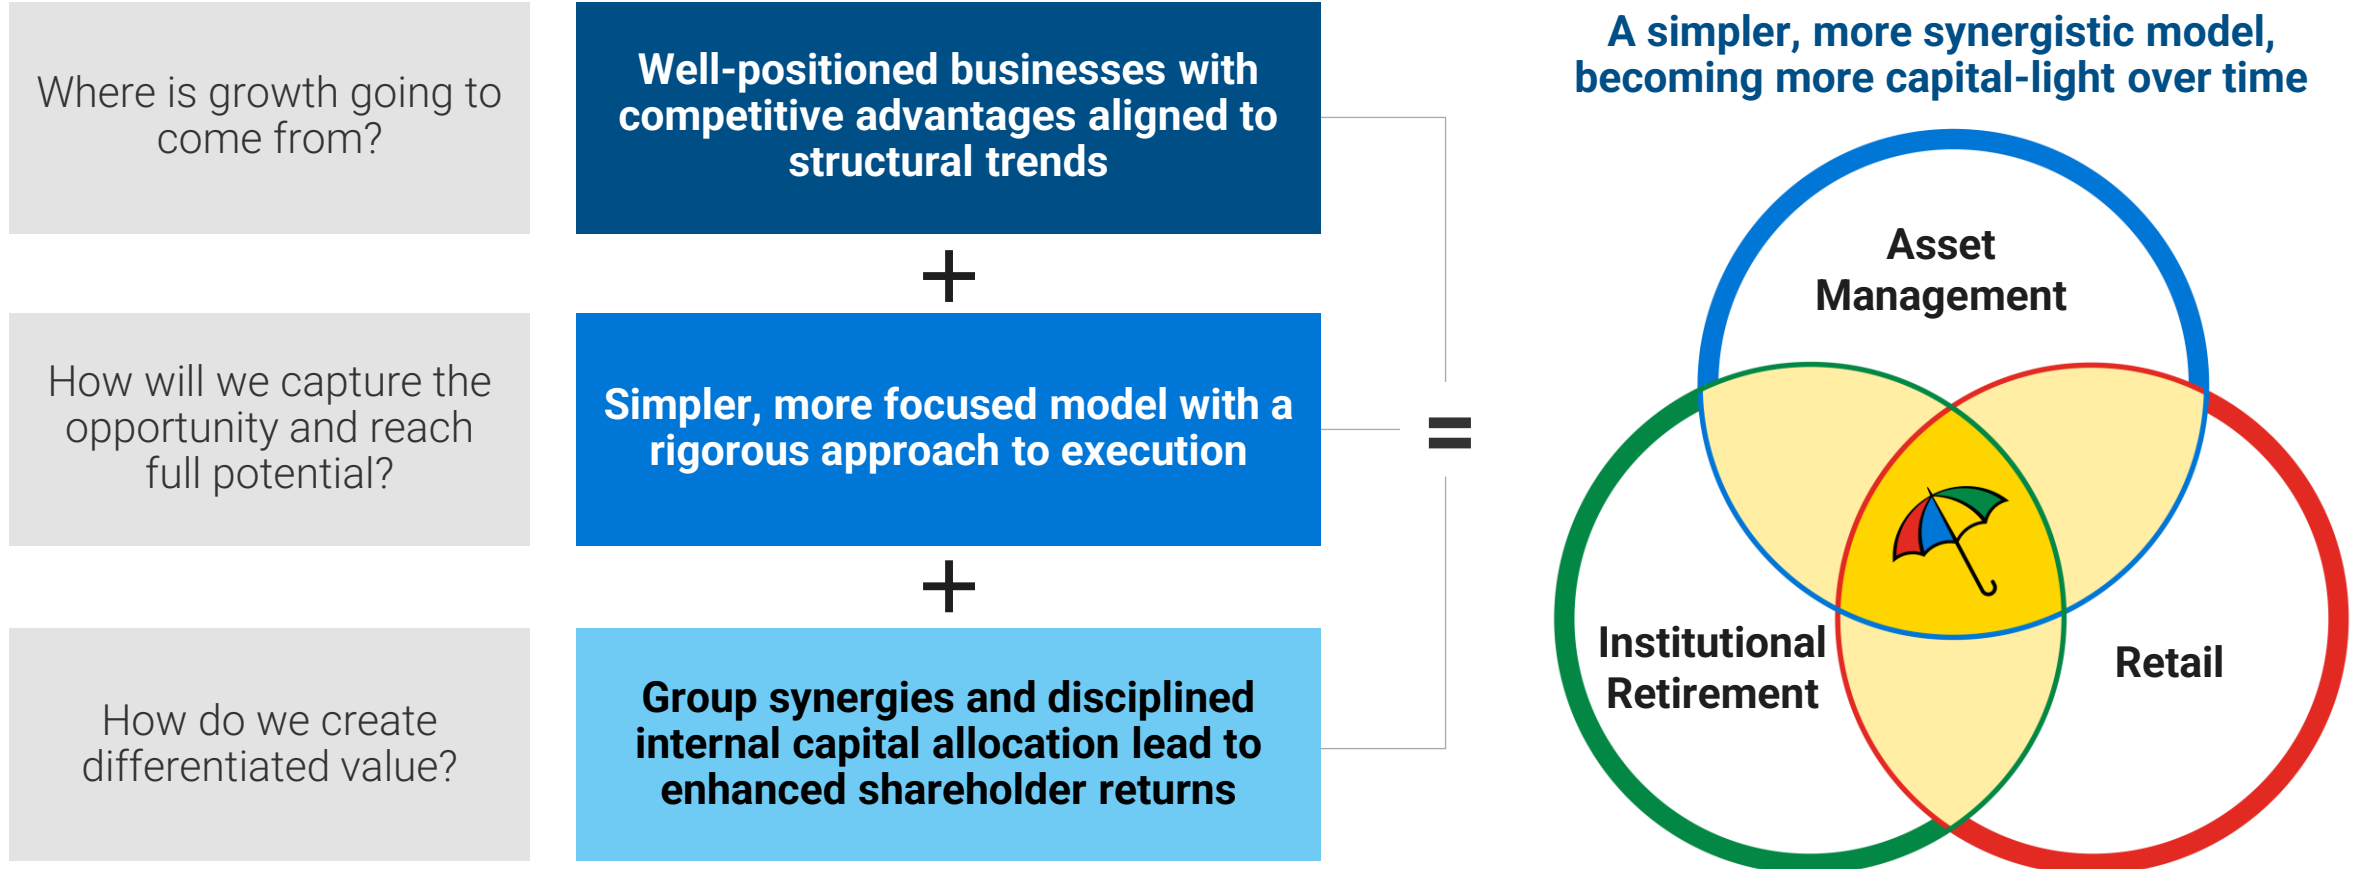 Where is growth going to
come from?
Well-positioned businesses with
competitive advantages aligned to
structural trends
+
How will we capture the
opportunity and reach
full potential?
Simpler, more focused model with a
rigorous approach to execution
+
How do we create
differentiated value?
Group synergies and disciplined
internal capital allocation lead to
enhanced shareholder returns
=
A simpler, more synergistic model,
becoming more capital-light over time
Asset
Management
Institutional
Retirement
Retail